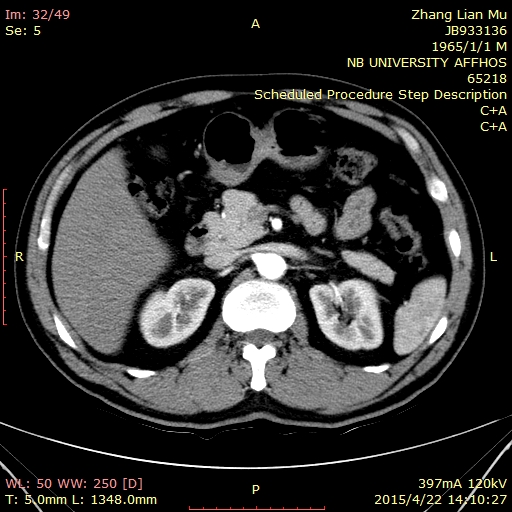 Im: 32/49
Se: 5
A
Zhang Lian Mu
JB933136
1965/1/1 M
NB UNIVERSITY AFFHOS
65218
Scheduled Procedure Step Description
C+A
C+A
R
L
WL: 50 WW: 250 [D]
T: 5.0mm L: 1348.0mm
P
397mA 120kV
2015/4/22 14:10:27